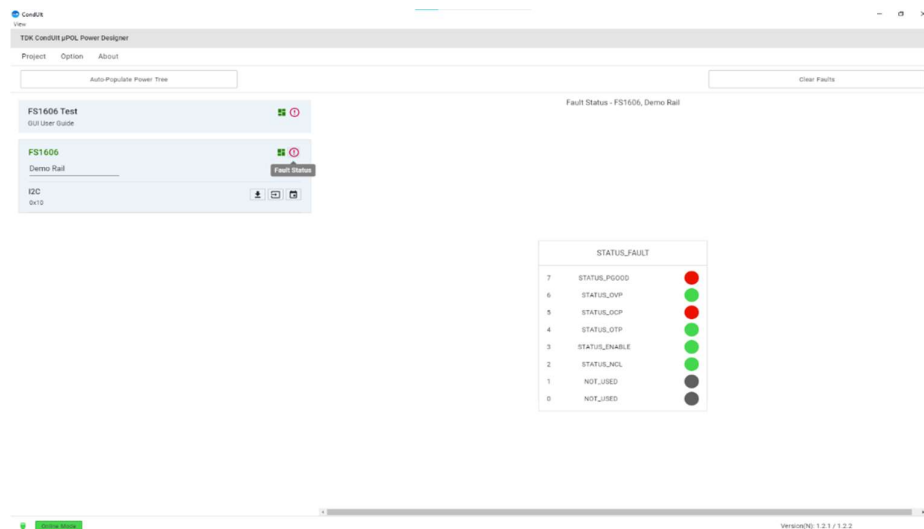 CondUIt
View
TDK CondUIt µPOL Power Designer
Project Option About
Auto-Populate Power Tree
Clear Faults
Fault Status - FS1606, Demo Rail
FS1606 Test
GUI User Guide
FS1606
Demo Rail
Fault Status
I2C
0x10
STATUS_FAULT
7 STATUS_PGOOD
6 STATUS_OVP
5 STATUS_OCP
4 STATUS_OTP
3 STATUS_ENABLE
2 STATUS_NCL
1 NOT_USED
0 NOT_USED
Online Mode
Version(N): 1.2.1 / 1.2.2